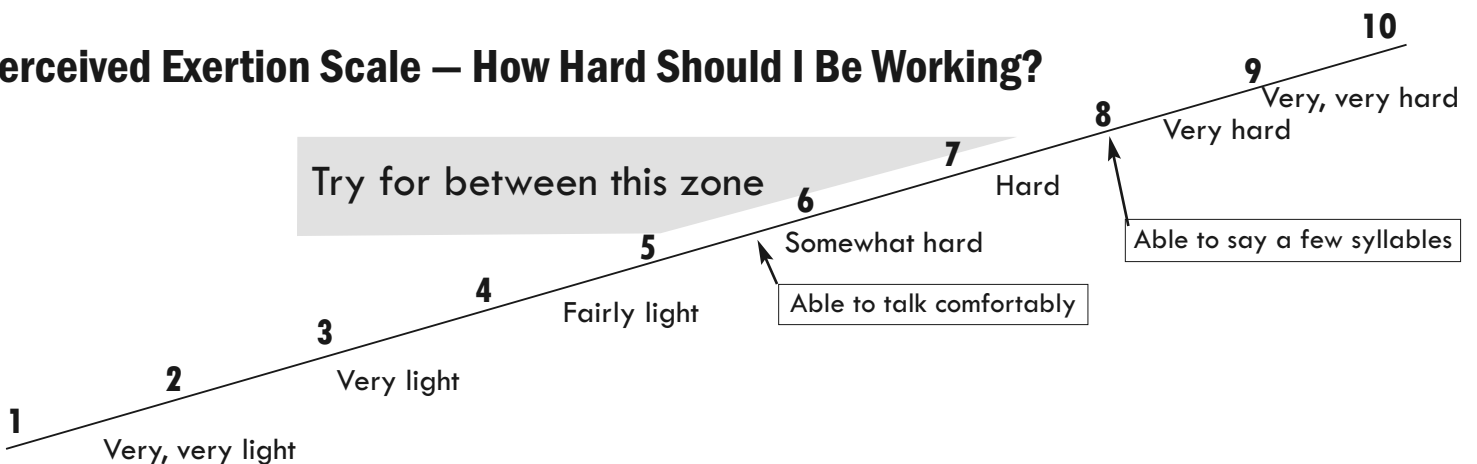 erceived Exertion Scale – How Hard Should I Be Working?
10
9
Very, very hard
8
Very hard
Try for between this zone
7
Hard
6
Somewhat hard
Able to say a few syllables
5
Able to talk comfortably
4
Fairly light
3
Very light
2
1
Very, very light